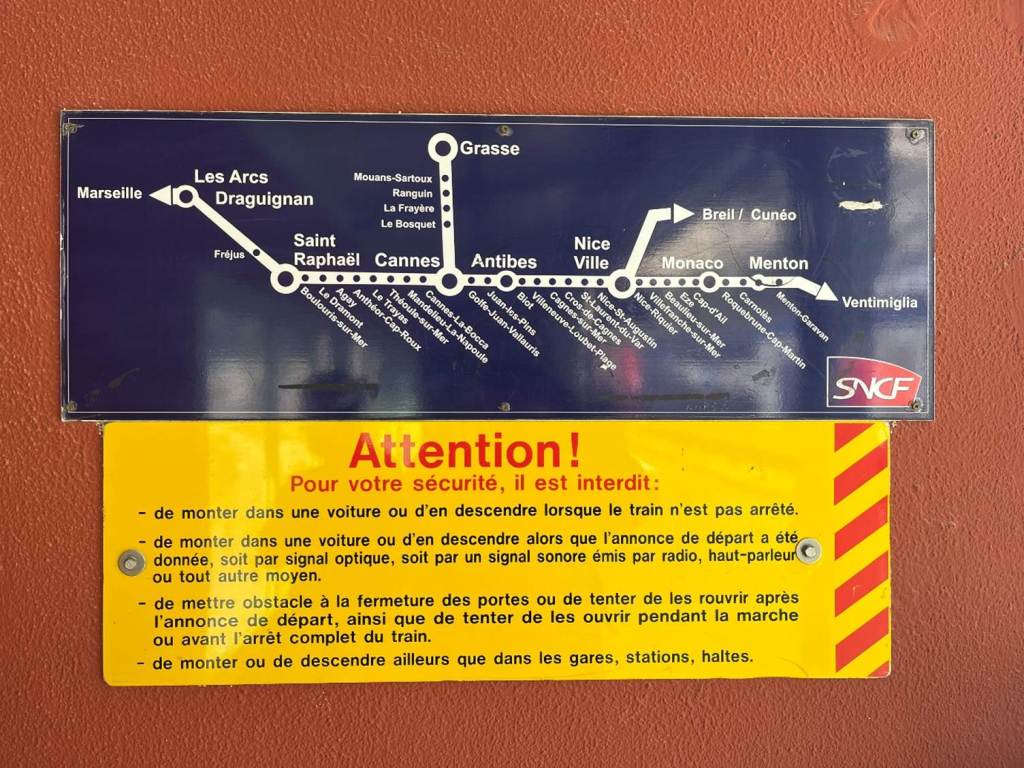 Grasse
Mouans-Sartoux
Ranguin
La Frayère
Le Bosquet
Marseille
Les Arcs
Draguignan
Fréjus
Saint
Raphaël
Boulouris-sur-Mer
Le Dramont
Agay
Anthéor-Cap-Roux
Le Trayas
Théoule-sur-Mer
Mandelieu-La-Napoule
Cannes-La-Bocca
Cannes
Golfe-Juan-Vallauris
Juan-les-Pins
Antibes
Biot
Villeneuve-Loubet-Plage
Cagnes-sur-Mer
Cros-de-Cagnes
St-Laurent-du-Var
Nice-St-Augustin
Nice
Ville
Breil / Cunéo
Nice-Riquier
Villefranche-sur-Mer
Beaulieu-sur-Mer
Eze
Cap-d'Ail
Monaco
Roquebrune-Cap-Martin
Carnolès
Menton
Menton-Garavan
Ventimiglia
SNCF
Attention !
Pour votre sécurité, il est interdit :
- de monter dans une voiture ou d'en descendre lorsque le train n'est pas arrêté.
- de monter dans une voiture ou d'en descendre alors que l'annonce de départ a été
donnée, soit par signal optique, soit par un signal sonore émis par radio, haut-parleur
ou tout autre moyen.
- de mettre obstacle à la fermeture des portes ou de tenter de les rouvrir après
l'annonce de départ, ainsi que de tenter de les ouvrir pendant la marche
ou avant l'arrêt complet du train.
- de monter ou de descendre ailleurs que dans les gares, stations, haltes.